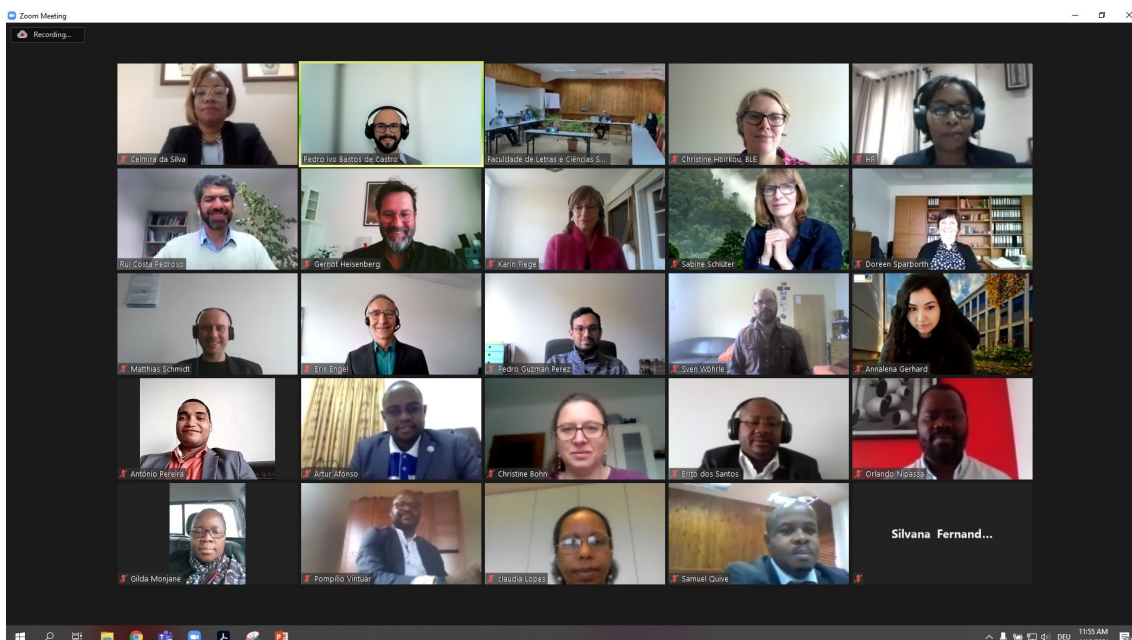 Zoom Meeting
Recording...
Celmira da Silva
Pedro Ivo Bastos de Castro
Faculdade de Letras e Ciências S...
Christine Hbirkou, BLE
HF
Rui Costa Pedroso
Gernot Heisenberg
Karin Fiege
Sabine Schlüter
Doreen Sparborth
Matthias Schmidt
Erik Engel
Pedro Guzman Perez
Sven Wöhrle
Annalena Gerhard
António Pereira
Artur Afonso
Christine Bohn
Brito dos Santos
Orlando Nipassa
Gilda Monjane
Pompílio Vintuar
claudia Lopes
Samuel Quive
Silvana Fernand...
DEU
11:55 AM